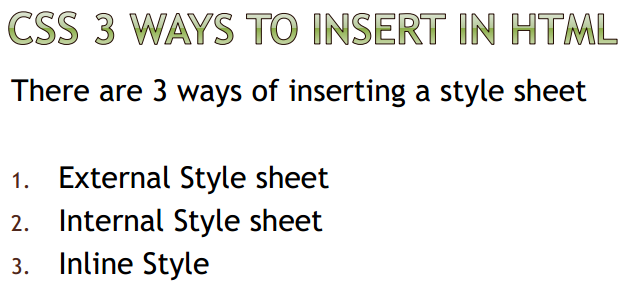 CSS 3 WAYS TO INSERT IN HTML
There are 3 ways of inserting a style sheet
1. External Style sheet
2. Internal Style sheet
3. Inline Style